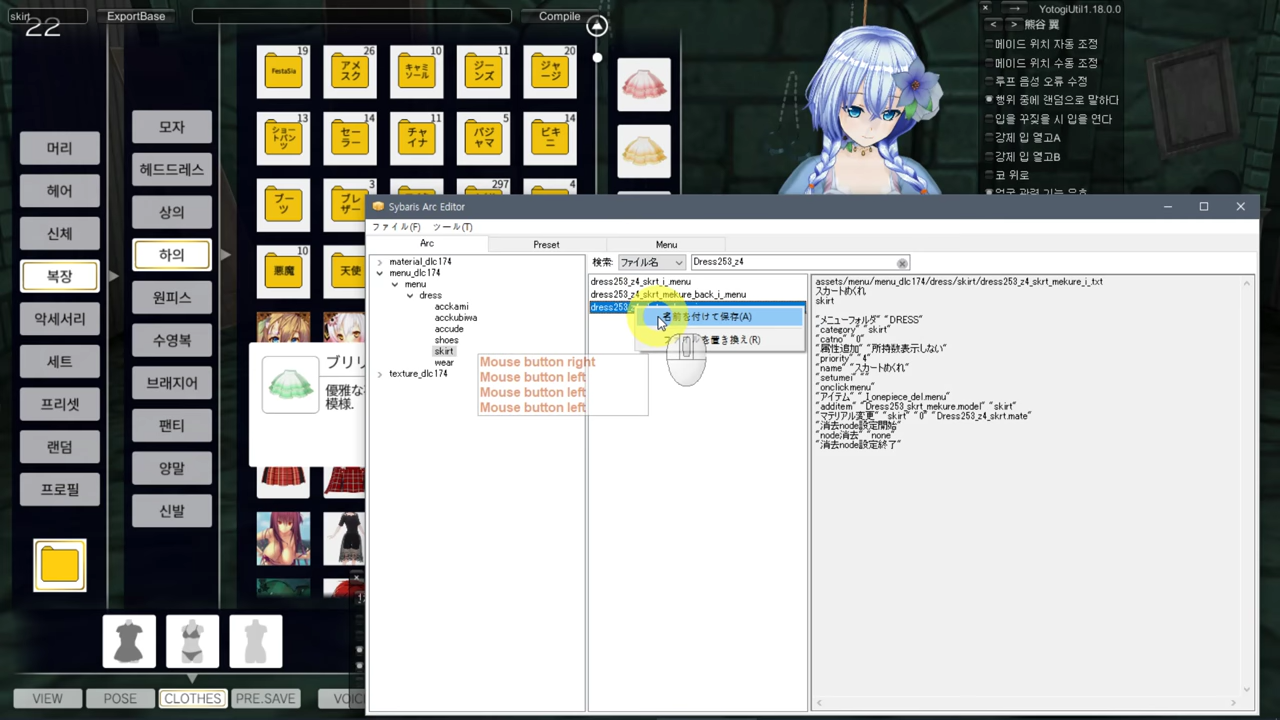 skirt
22
ExportBase
Compile
YotogiUtil1.18.0.0
< > 熊谷 翼
메이드 위치 자동 조정
메이드 위치 수동 조정
루프 음성 오류 수정
행위 중에 랜덤으로 말하다
입을 꾸짖을 시 입을 연다
강제 입 열고A
강제 입 열고B
코 위로
머리
헤어
신체
복장
악세서리
세트
프리셋
랜덤
프로필
모자
헤드드레스
상의
하의
원피스
수영복
브래지어
팬티
양말
신발
19
26
10
11
20
FestaSia
アメスク
キャミソール
ジーンズ
ジャージ
13
14
11
7
14
ショートパンツ
セーラー
チャイナ
パジャマ
ビキニ
3
297
4
ブーツ
ブレザー
10
悪魔
天使
ブリリ
優雅な
模様.
Sybaris Arc Editor
ファイル(F) ツール(T)
Arc
Preset
Menu
material_dlc174
menu_dlc174
menu
dress
acckami
acckubiwa
accude
shoes
skirt
wear
texture_dlc174
検索:
ファイル名
Dress253_z4
dress253_z4_skrt_i_.menu
dress253_z4_skrt_mekure_back_i_.menu
dress253
名前を付けて保存(A)
ファイルを置き換え(R)
Mouse button right
Mouse button left
Mouse button left
Mouse button left
assets/menu/menu_dlc174/dress/skirt/dress253_z4_skrt_mekure_i_.txt
スカートめくれ
skirt
"メニューフォルダ" "DRESS"
"category" "skirt"
"catno" "0"
"属性追加" "所持数表示しない"
"priority" "4"
"name" "スカートめくれ"
"setumei" ""
"onclickmenu"
"アイテム" "_I_onepiece_del.menu"
"additem" "Dress253_skrt_mekure.model" "skirt"
"マテリアル変更" "skirt" "0" "Dress253_z4_skrt.mate"
"消去node設定開始"
"node消去" "none"
"消去node設定終了"
VIEW
POSE
CLOTHES
PRE.SAVE
VOIC